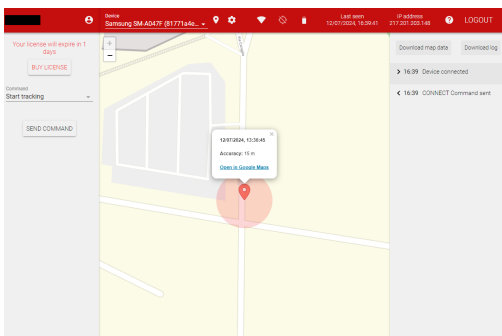 Device
Samsung SM-A047F (81771a4e...
Last seen
12/07/2024, 16:39:41
IP address
217.201.203.148
LOGOUT
Your license will expire in 1
days
BUY LICENSE
Command
Start tracking
SEND COMMAND
+
−
12/07/2024, 13:36:45
Accuracy: 15 m
Open in Google Maps
×
Download map data
Download log
16:39 Device connected
16:39 CONNECT Command sent